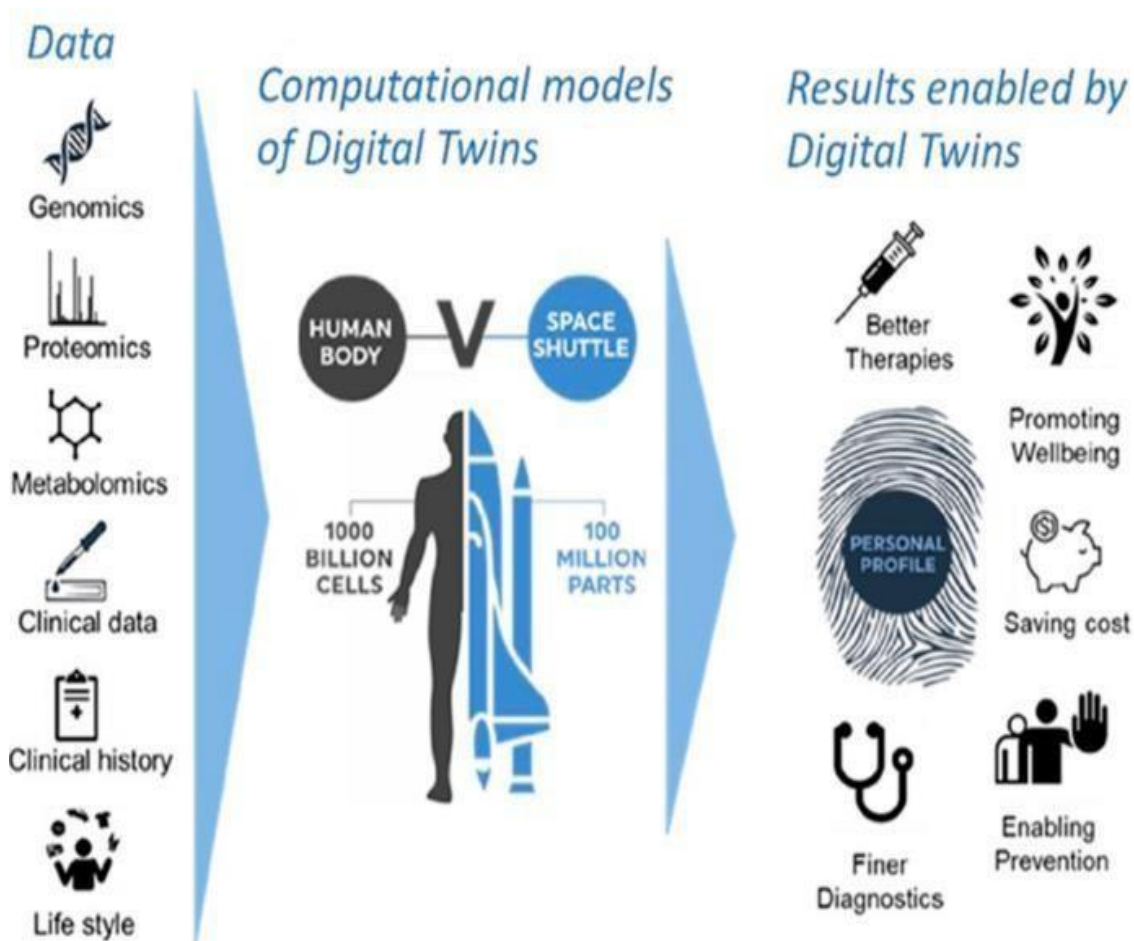 Data
Genomics
Proteomics
Metabolomics
Clinical data
Clinical history
Life style
Computational models
of Digital Twins
HUMAN
BODY
V
SPACE
SHUTTLE
1000
BILLION
CELLS
100
MILLION
PARTS
Results enabled by
Digital Twins
Better
Therapies
Promoting
Wellbeing
PERSONAL
PROFILE
Saving cost
Finer
Diagnostics
Enabling
Prevention